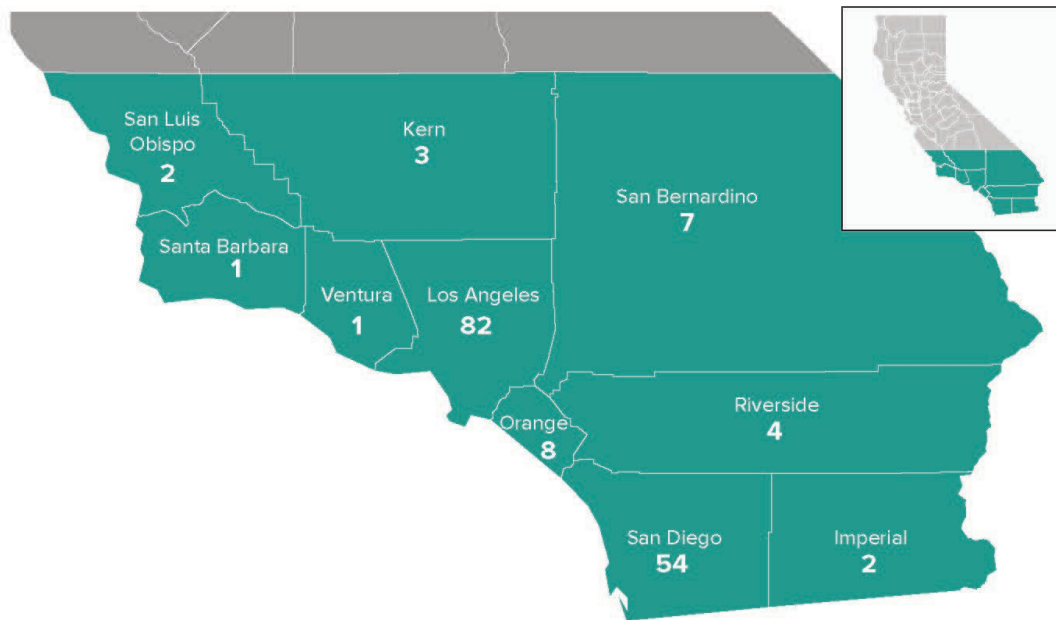 San Luis
Obispo
2
Kern
3
San Bernardino
7
Santa Barbara
1
Ventura
1
Los Angeles
82
Orange
8
Riverside
4
San Diego
54
Imperial
2